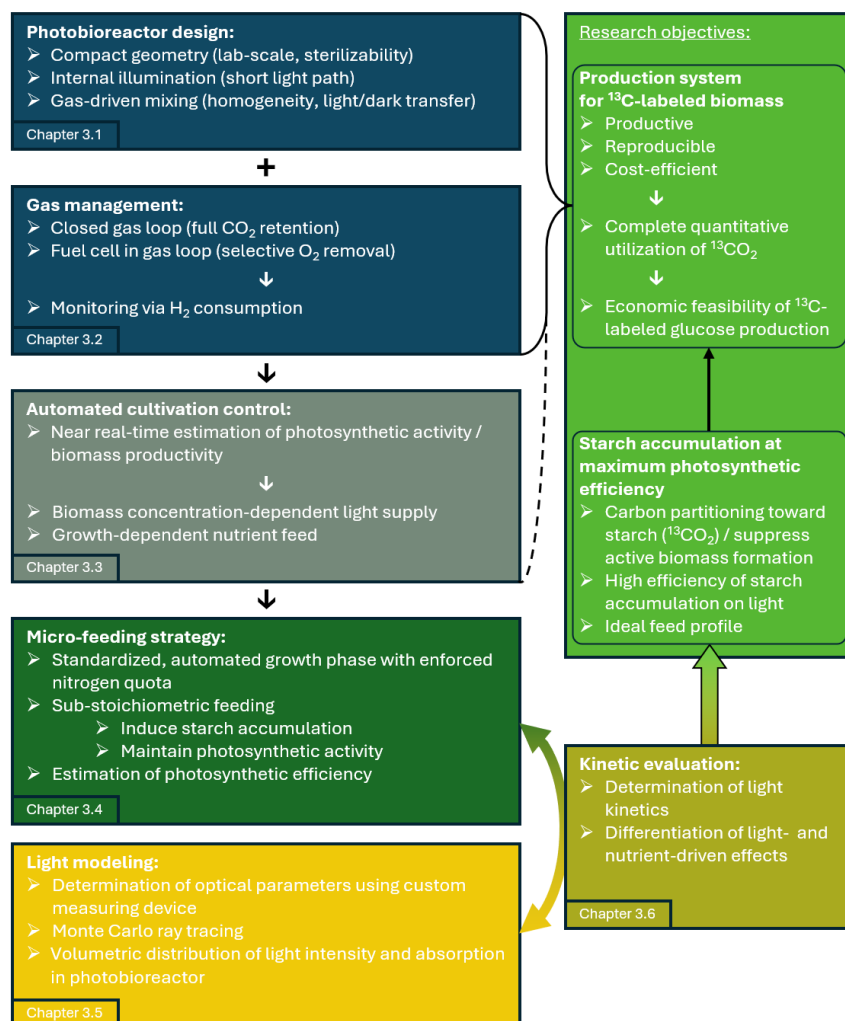 Photobioreactor design:
➢ Compact geometry (lab-scale, sterilizability)
➢ Internal illumination (short light path)
➢ Gas-driven mixing (homogeneity, light/dark transfer)
Chapter 3.1
+
Gas management:
➢ Closed gas loop (full CO₂ retention)
➢ Fuel cell in gas loop (selective O₂ removal)
↓
➢ Monitoring via H₂ consumption
Chapter 3.2
↓
Automated cultivation control:
➢ Near real-time estimation of photosynthetic activity /
biomass productivity
↓
➢ Biomass concentration-dependent light supply
➢ Growth-dependent nutrient feed
Chapter 3.3
↓
Micro-feeding strategy:
➢ Standardized, automated growth phase with enforced
nitrogen quota
➢ Sub-stoichiometric feeding
➢ Induce starch accumulation
➢ Maintain photosynthetic activity
➢ Estimation of photosynthetic efficiency
Chapter 3.4
Light modeling:
➢ Determination of optical parameters using custom
measuring device
➢ Monte Carlo ray tracing
➢ Volumetric distribution of light intensity and absorption
in photobioreactor
Chapter 3.5
Research objectives:
Production system
for ¹³C-labeled biomass
➢ Productive
➢ Reproducible
➢ Cost-efficient
↓
➢ Complete quantitative
utilization of ¹³CO₂
↓
➢ Economic feasibility of ¹³C-
labeled glucose production
Starch accumulation at
maximum photosynthetic
efficiency
➢ Carbon partitioning toward
starch (¹³CO₂) / suppress
active biomass formation
➢ High efficiency of starch
accumulation on light
➢ Ideal feed profile
Kinetic evaluation:
➢ Determination of light
kinetics
➢ Differentiation of light- and
nutrient-driven effects
Chapter 3.6